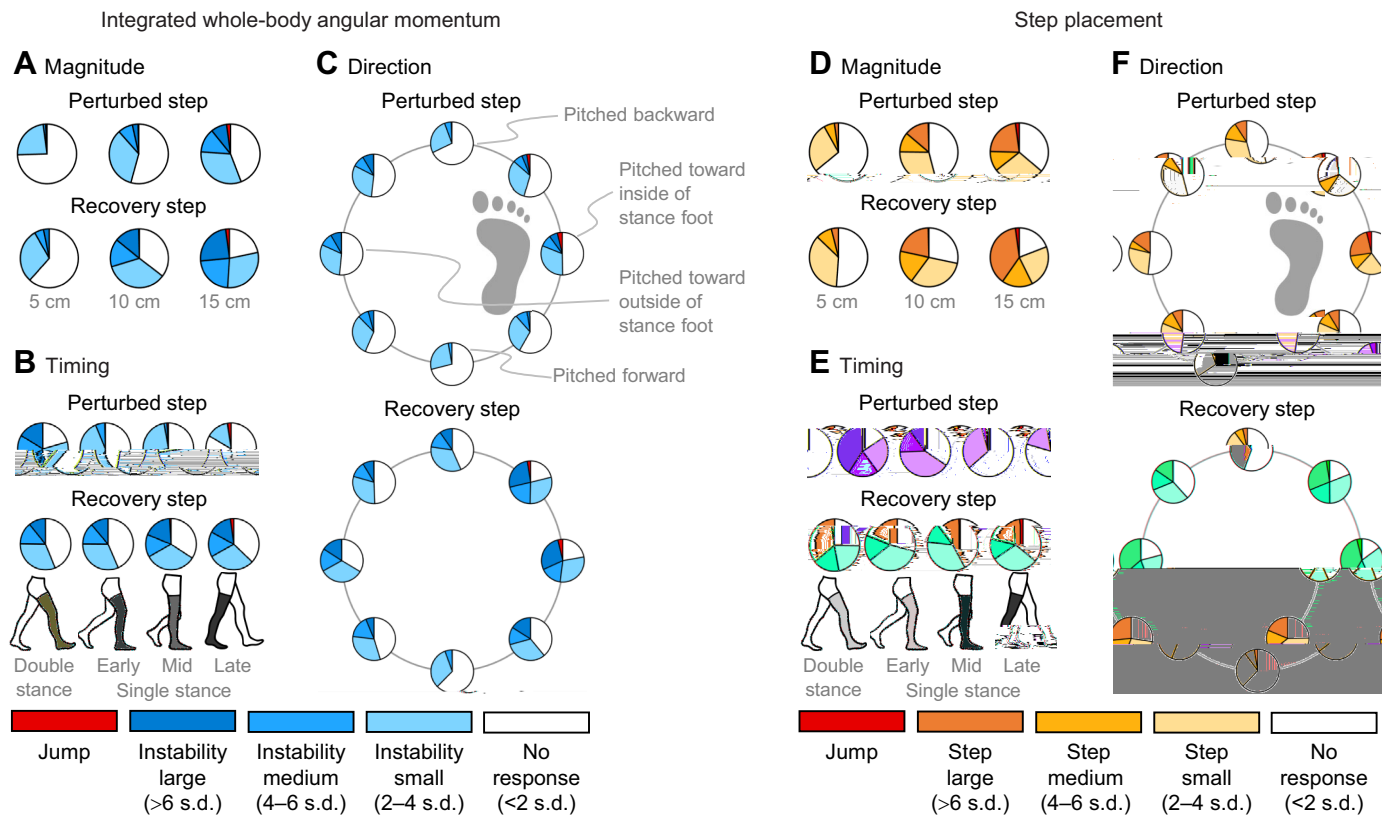 Integrated whole-body angular momentum
Step placement
A Magnitude
Perturbed step
Recovery step
5 cm 10 cm 15 cm
B Timing
Perturbed step
Recovery step
Double stance
Early
Mid
Late
Single stance
C Direction
Perturbed step
Pitched backward
Pitched toward
inside of
stance foot
Pitched toward
outside of
stance foot
Pitched forward
Recovery step
Jump
Instability
large
(>6 s.d.)
Instability
medium
(4–6 s.d.)
Instability
small
(2–4 s.d.)
No
response
(<2 s.d.)
D Magnitude
Perturbed step
Recovery step
5 cm 10 cm 15 cm
E Timing
Perturbed step
Recovery step
Double
stance
Early
Mid
Late
Single stance
F Direction
Perturbed step
Recovery step
Jump
Step
large
(>6 s.d.)
Step
medium
(4–6 s.d.)
Step
small
(2–4 s.d.)
No
response
(<2 s.d.)